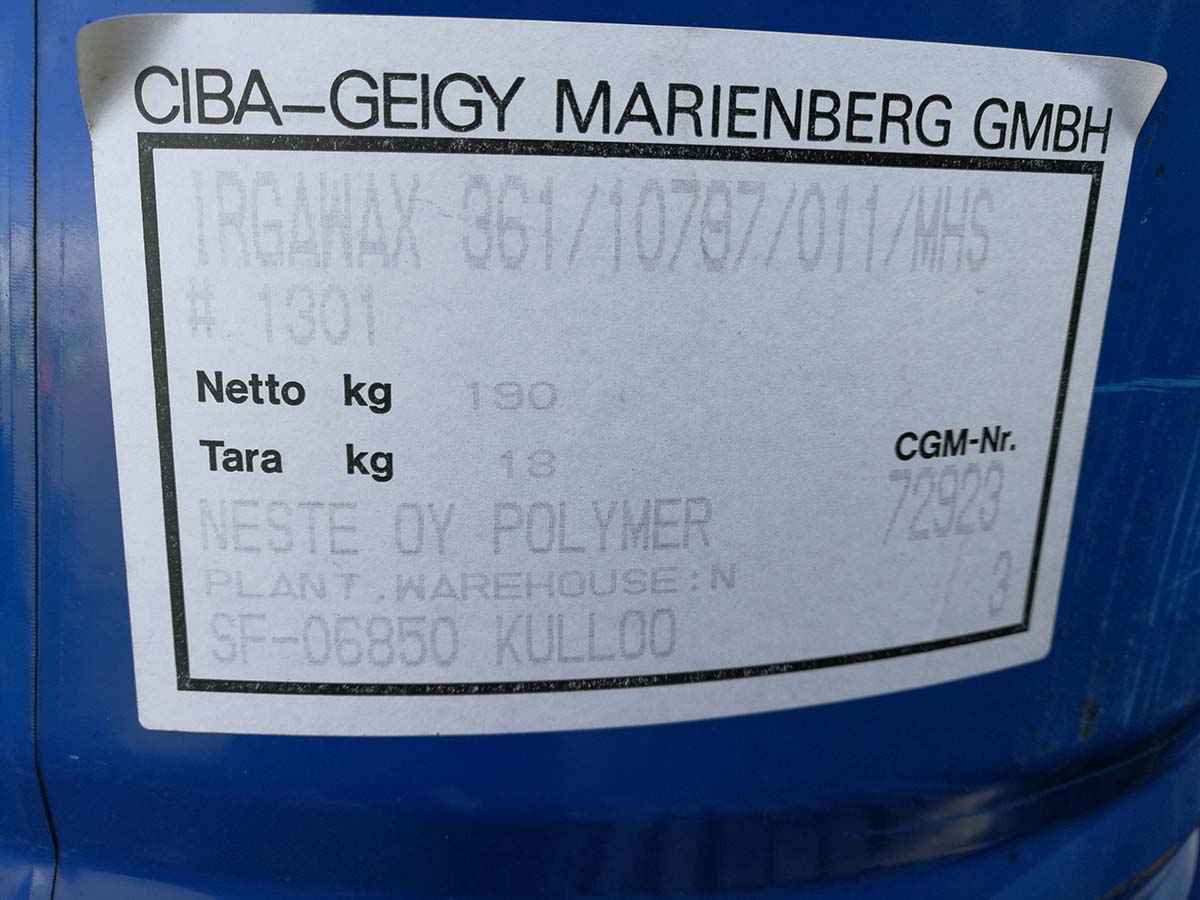 CIBA-GEIGY MARIENBERG GMBH
IRGAWAX 361/10797/011/MHS
# 1301
Netto kg 190
Tara kg 18
CGM-Nr.
72923
NESTE OY POLYMER
PLANT,WAREHOUSE:N
3
SF-06850 KULLOO